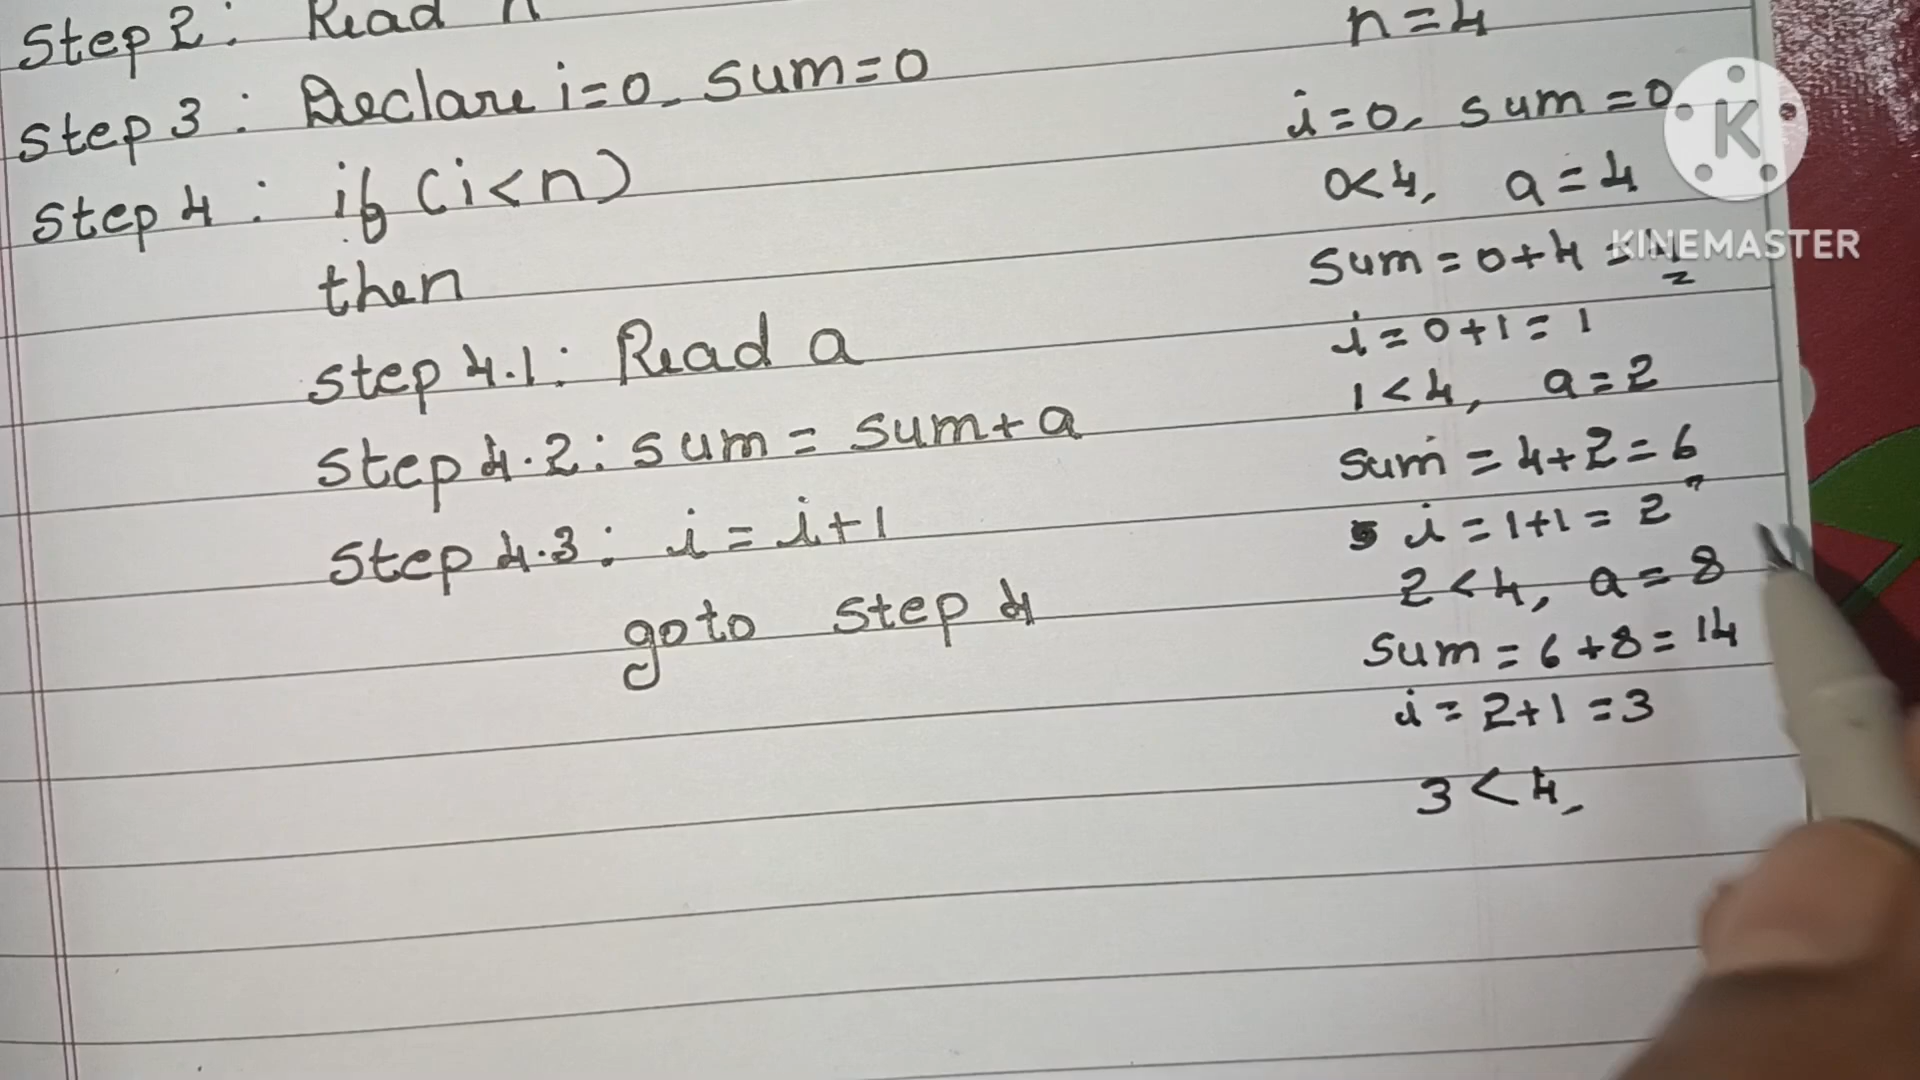 Step 2: Read n
Step 3: Declare i=0, sum=0
Step 4: if (i<n)
then
Step 4.1: Read a
Step 4.2: sum = sum+a
Step 4.3: i = i+1
goto step 4
n=4
i=0, sum=0
0<4, a=4
sum=0+4=4
i=0+1=1
1<4, a=2
sum=4+2=6
i=1+1=2
2<4, a=8
sum=6+8=14
i=2+1=3
3<4,
K
KINEMASTER